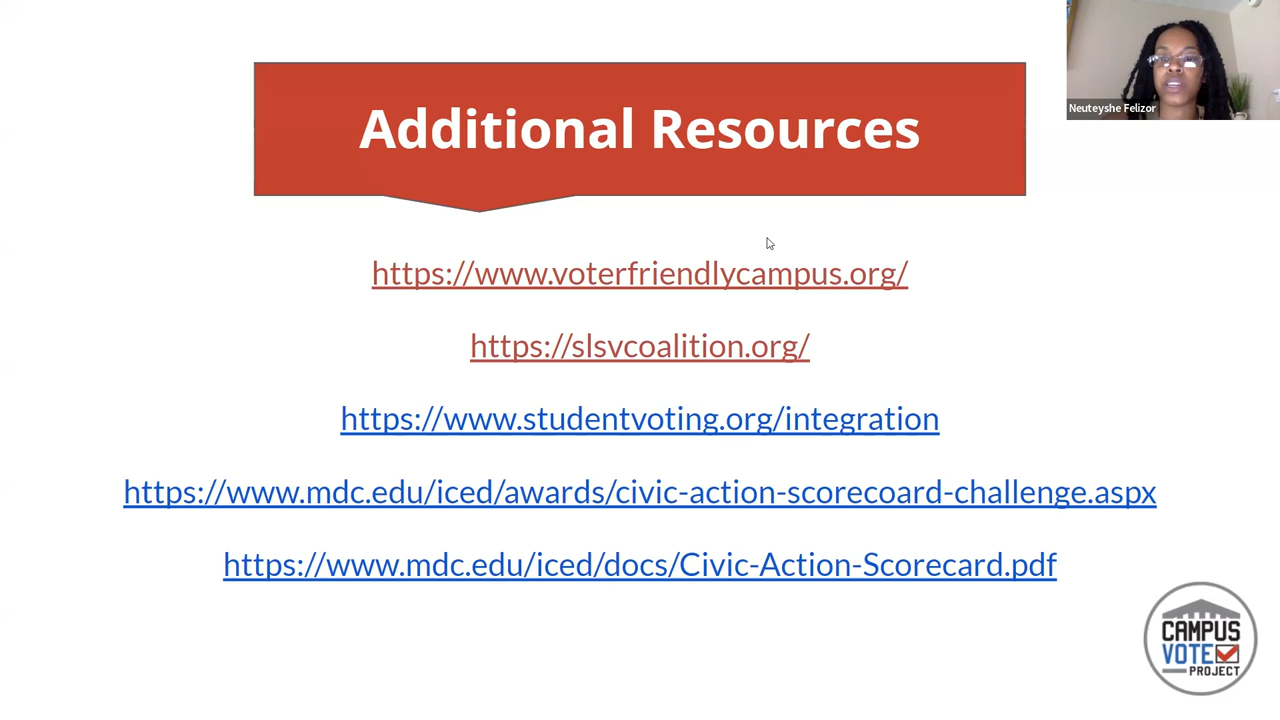 Additional Resources
Neuteyshe Felizor
https://www.voterfriendlycampus.org/
https://slsvcoalition.org/
https://www.studentvoting.org/integration
https://www.mdc.edu/iced/awards/civic-action-scorecoard-challenge.aspx
https://www.mdc.edu/iced/docs/Civic-Action-Scorecard.pdf
CAMPUS
VOTE
PROJECT